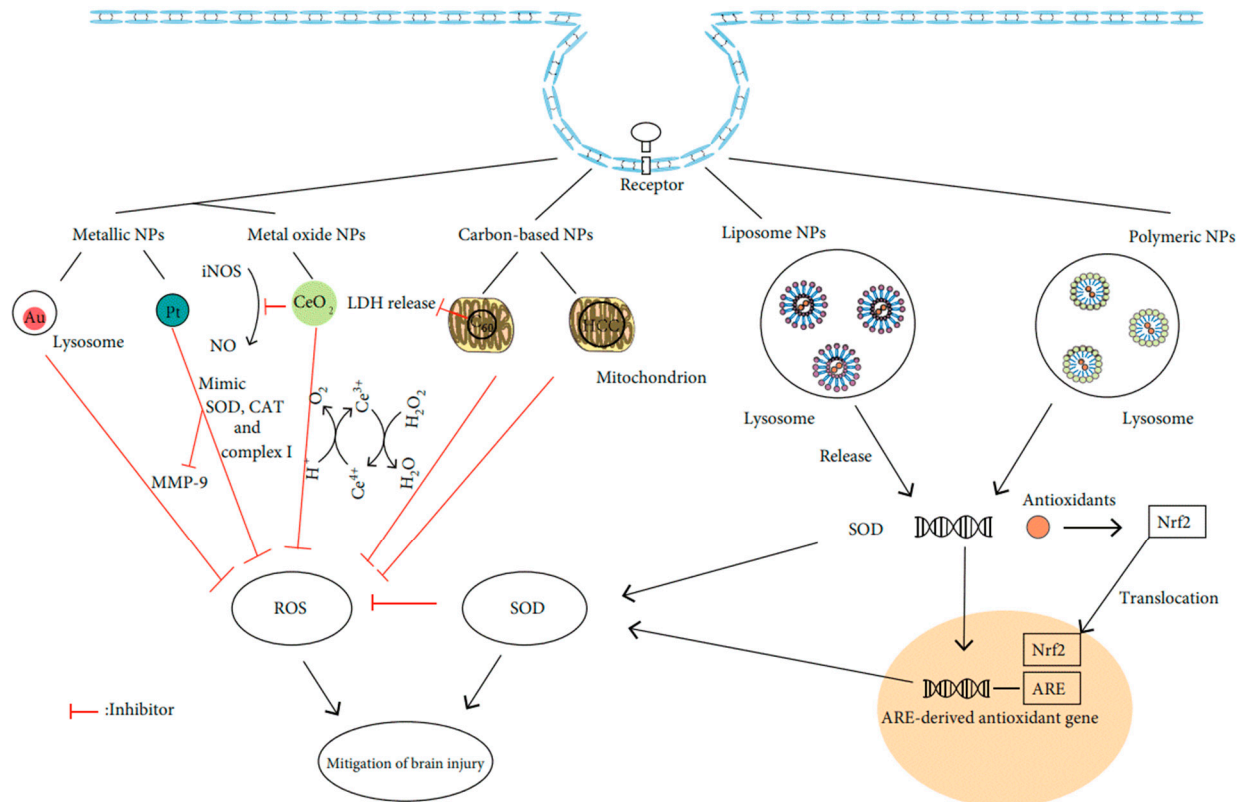 Receptor
Metallic NPs
Metal oxide NPs
Carbon-based NPs
Liposome NPs
Polymeric NPs
iNOS
Au
Pt
CeO₂
LDH release
C₆₀
HCC
Lysosome
NO
Mitochondrion
Mimic
SOD, CAT
and
complex I
O₂
Ce³⁺
H₂O₂
H⁺
Ce⁴⁺
H₂O
MMP-9
Lysosome
Lysosome
Release
Antioxidants
SOD
Nrf2
Translocation
ROS
SOD
Nrf2
ARE
ARE-derived antioxidant gene
:Inhibitor
Mitigation of brain injury